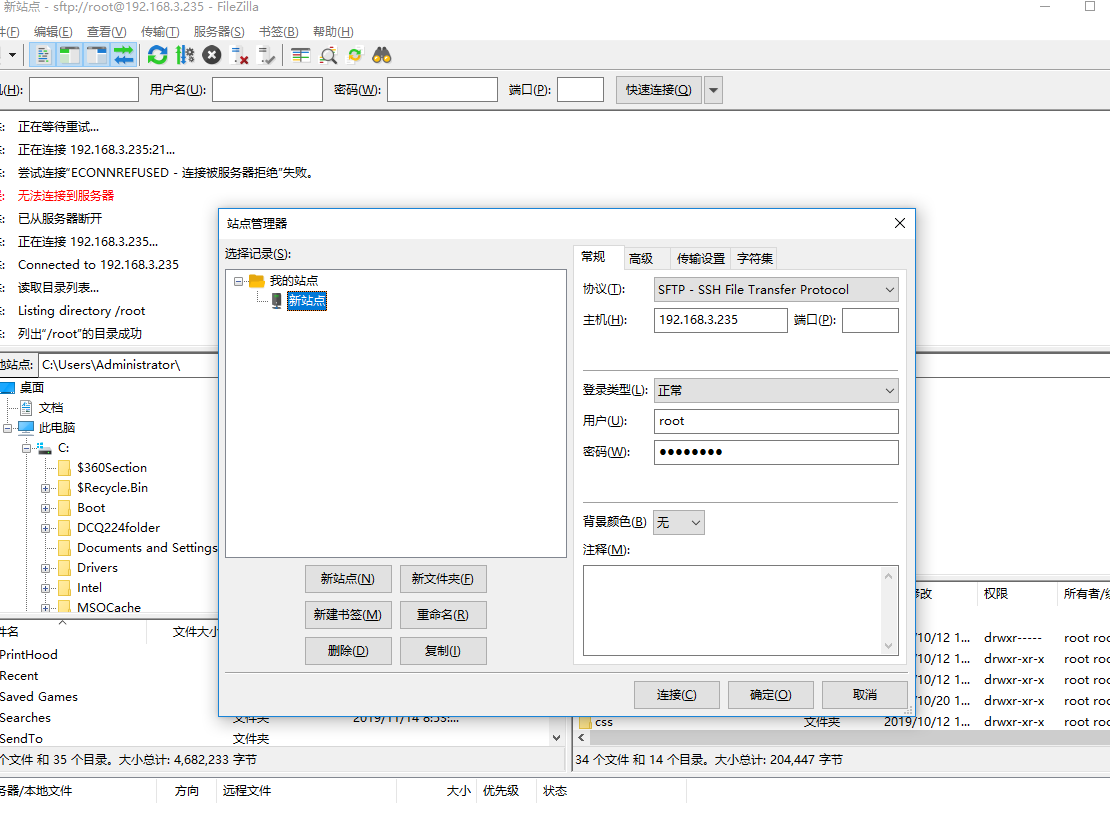 新站点 - sftp://root@192.168.3.235 - FileZilla
件(F) 编辑(E) 查看(V) 传输(T) 服务器(S) 书签(B) 帮助(H)
(H): 用户名(U): 密码(W): 端口(P): 快速连接(Q)
正在等待重试...
正在连接 192.168.3.235:21...
尝试连接“ECONNREFUSED - 连接被服务器拒绝”失败。
无法连接到服务器
已从服务器断开
正在连接 192.168.3.235...
Connected to 192.168.3.235
读取目录列表...
Listing directory /root
列出“/root”的目录成功
站点管理器
选择记录(S):
我的站点
新站点
新站点(N) 新文件夹(F)
新建书签(M) 重命名(R)
删除(D) 复制(I)
常规 高级 传输设置 字符集
协议(T): SFTP - SSH File Transfer Protocol
主机(H): 192.168.3.235 端口(P):
登录类型(L): 正常
用户(U): root
密码(W): ●●●●●●●●
背景颜色(B) 无
注释(M):
连接(C) 确定(O) 取消
地站点: C:\Users\Administrator\
桌面
文档
此电脑
C:
$360Section
$Recycle.Bin
Boot
DCQ224folder
Documents and Settings
Drivers
Intel
MSOCache
件名 文件大小
PrintHood
Recent
Saved Games
Searches 文件夹 2019/11/14 8:53:...
SendTo 文件夹
个文件 和 35 个目录。大小总计: 4,682,233 字节
修改 权限 所有者/组
/10/12 1... drwxr----- root roo
/10/12 1... drwxr-xr-x root roo
/10/12 1... drwxr-xr-x root roo
/10/20 1... drwxr-xr-x root roo
css 文件夹 2019/10/12 1... drwxr-xr-x root roo
34 个文件 和 14 个目录。大小总计: 204,447 字节
务器/本地文件 方向 远程文件 大小 优先级 状态